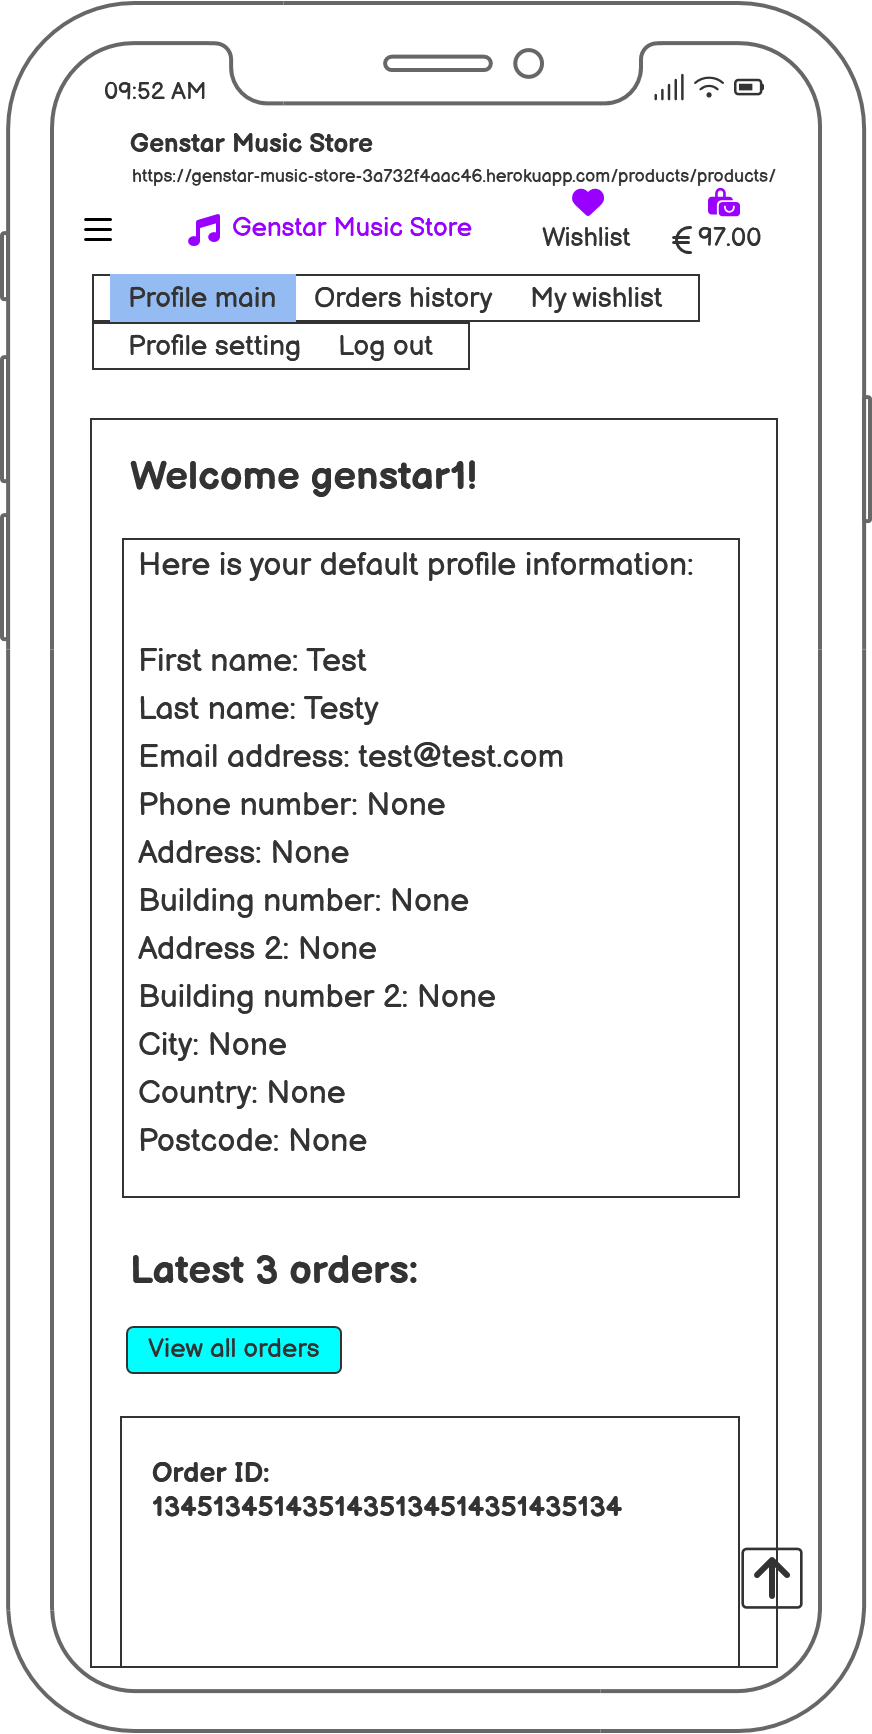 09:52 AM
Genstar Music Store
https://genstar-music-store-3a732f4aac46.herokuapp.com/products/products/
Genstar Music Store
Wishlist
€ 97.00
Profile main Orders history My wishlist
Profile setting Log out
Welcome genstar1!
Here is your default profile information:
First name: Test
Last name: Testy
Email address: test@test.com
Phone number: None
Address: None
Building number: None
Address 2: None
Building number 2: None
City: None
Country: None
Postcode: None
Latest 3 orders:
View all orders
Order ID:
1345134514351435134514351435134